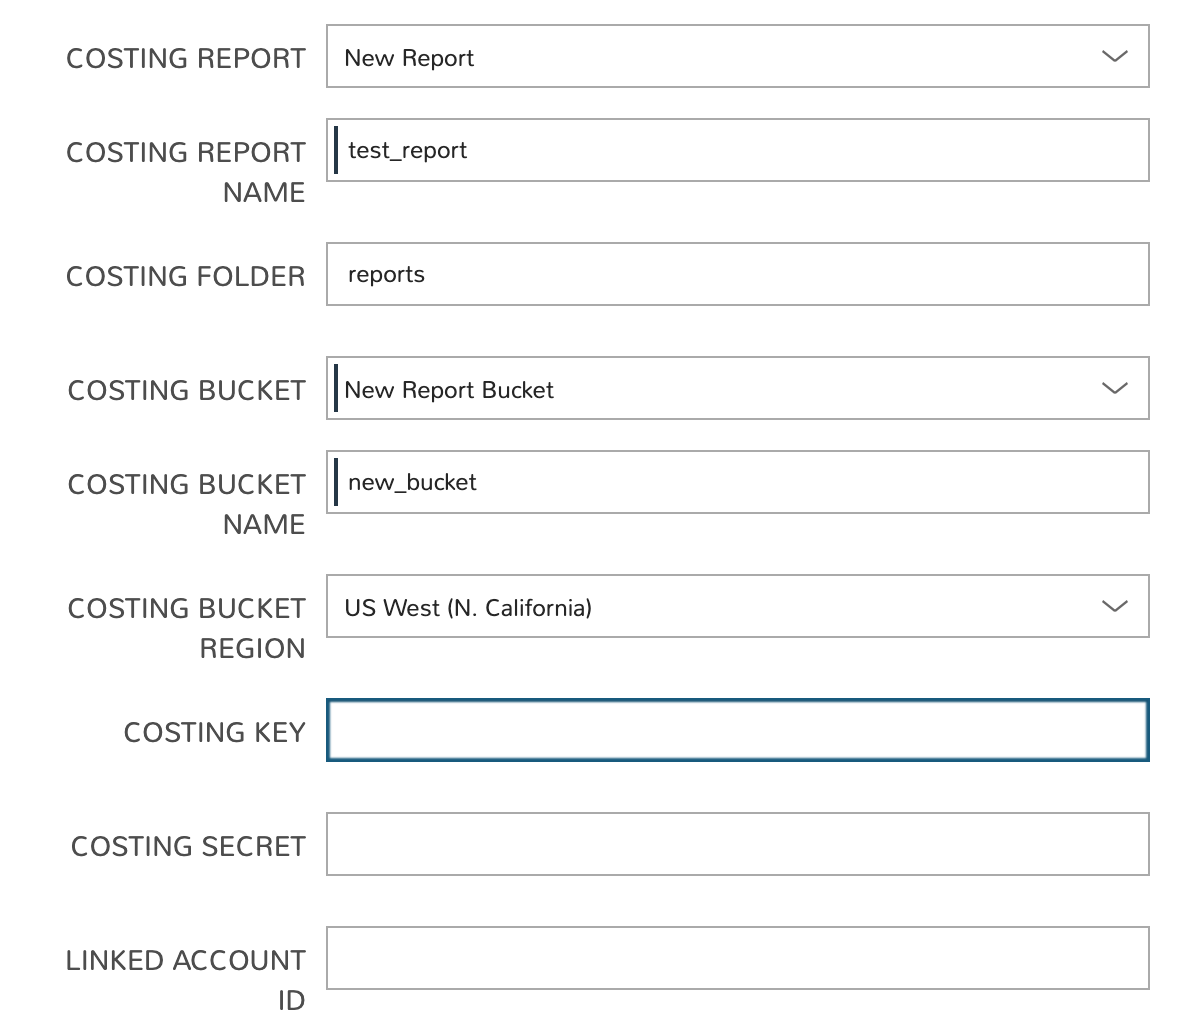 COSTING REPORT New Report
COSTING REPORT test_report
NAME
COSTING FOLDER reports
COSTING BUCKET New Report Bucket
COSTING BUCKET new_bucket
NAME
COSTING BUCKET US West (N. California)
REGION
COSTING KEY
COSTING SECRET
LINKED ACCOUNT
ID